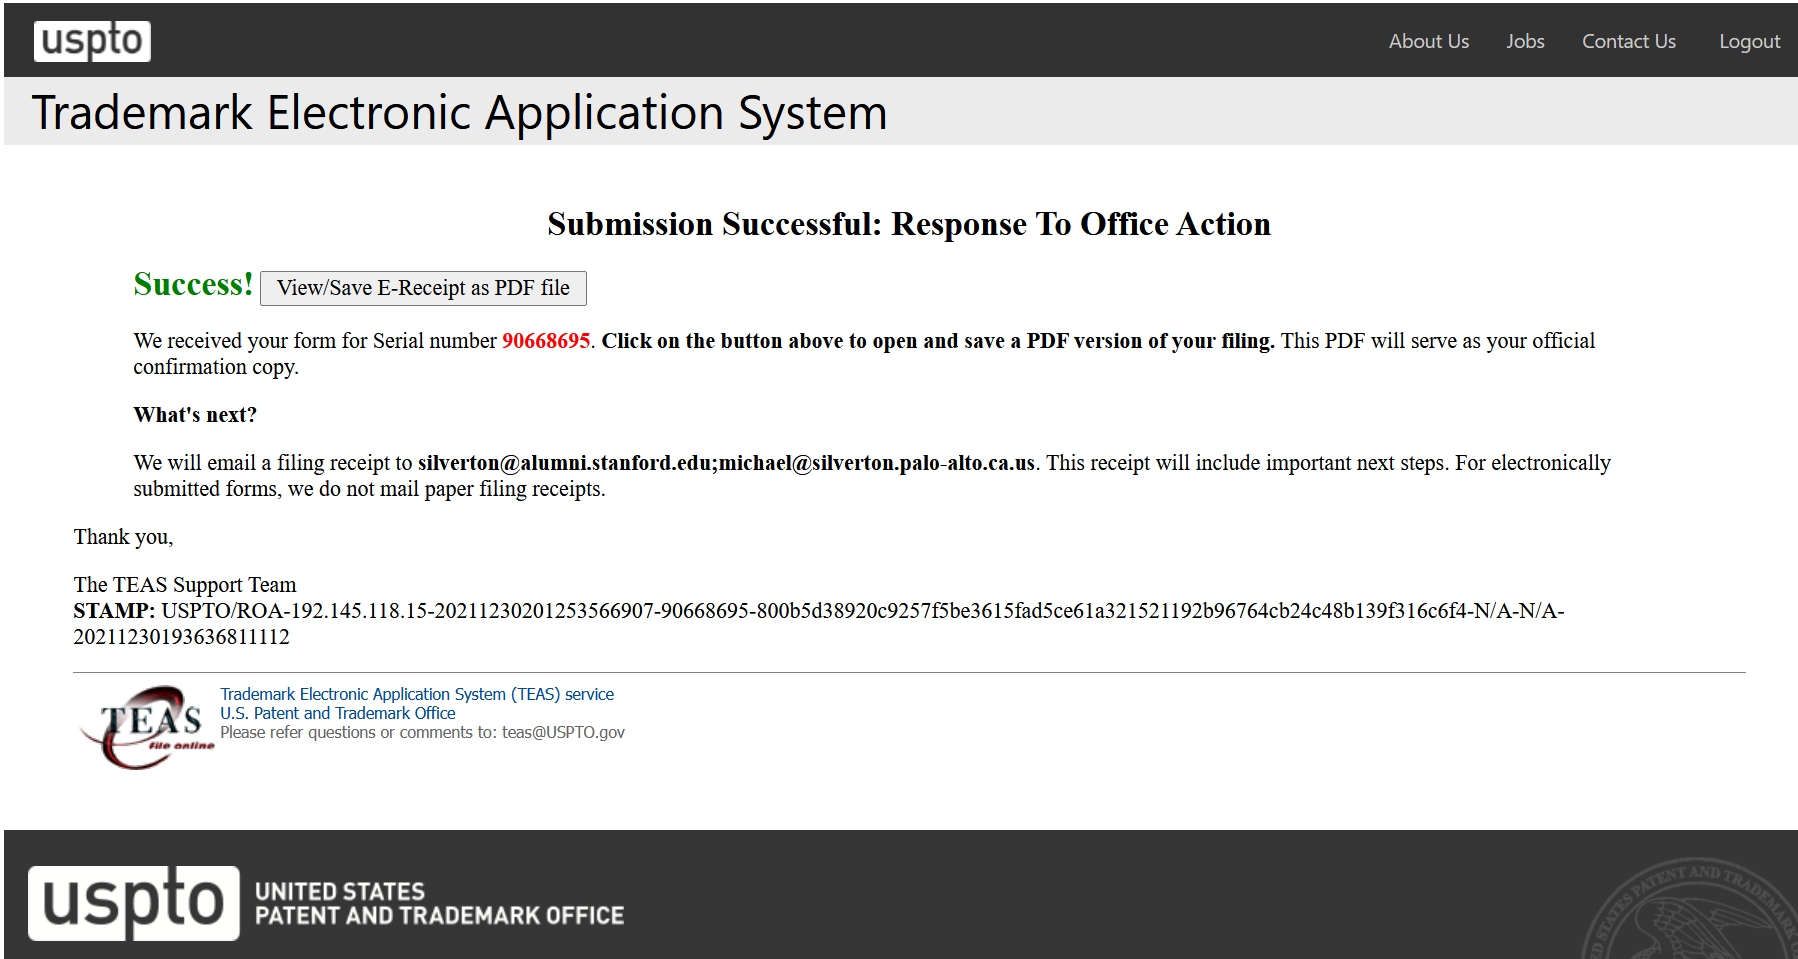 uspto
About Us Jobs Contact Us Logout
Trademark Electronic Application System
Submission Successful: Response To Office Action
Success! View/Save E-Receipt as PDF file
We received your form for Serial number 90668695. Click on the button above to open and save a PDF version of your filing. This PDF will serve as your official
confirmation copy.
What's next?
We will email a filing receipt to silverton@alumni.stanford.edu;michael@silverton.palo-alto.ca.us. This receipt will include important next steps. For electronically
submitted forms, we do not mail paper filing receipts.
Thank you,
The TEAS Support Team
STAMP: USPTO/ROA-192.145.118.15-20211230201253566907-90668695-800b5d38920c9257f5be3615fad5ce61a321521192b96764cb24c48b139f316c6f4-N/A-N/A-
20211230193636811112
TEAS
file online
Trademark Electronic Application System (TEAS) service
U.S. Patent and Trademark Office
Please refer questions or comments to: teas@USPTO.gov
uspto
UNITED STATES
PATENT AND TRADEMARK OFFICE
STATES PATENT AND TRADEMARK